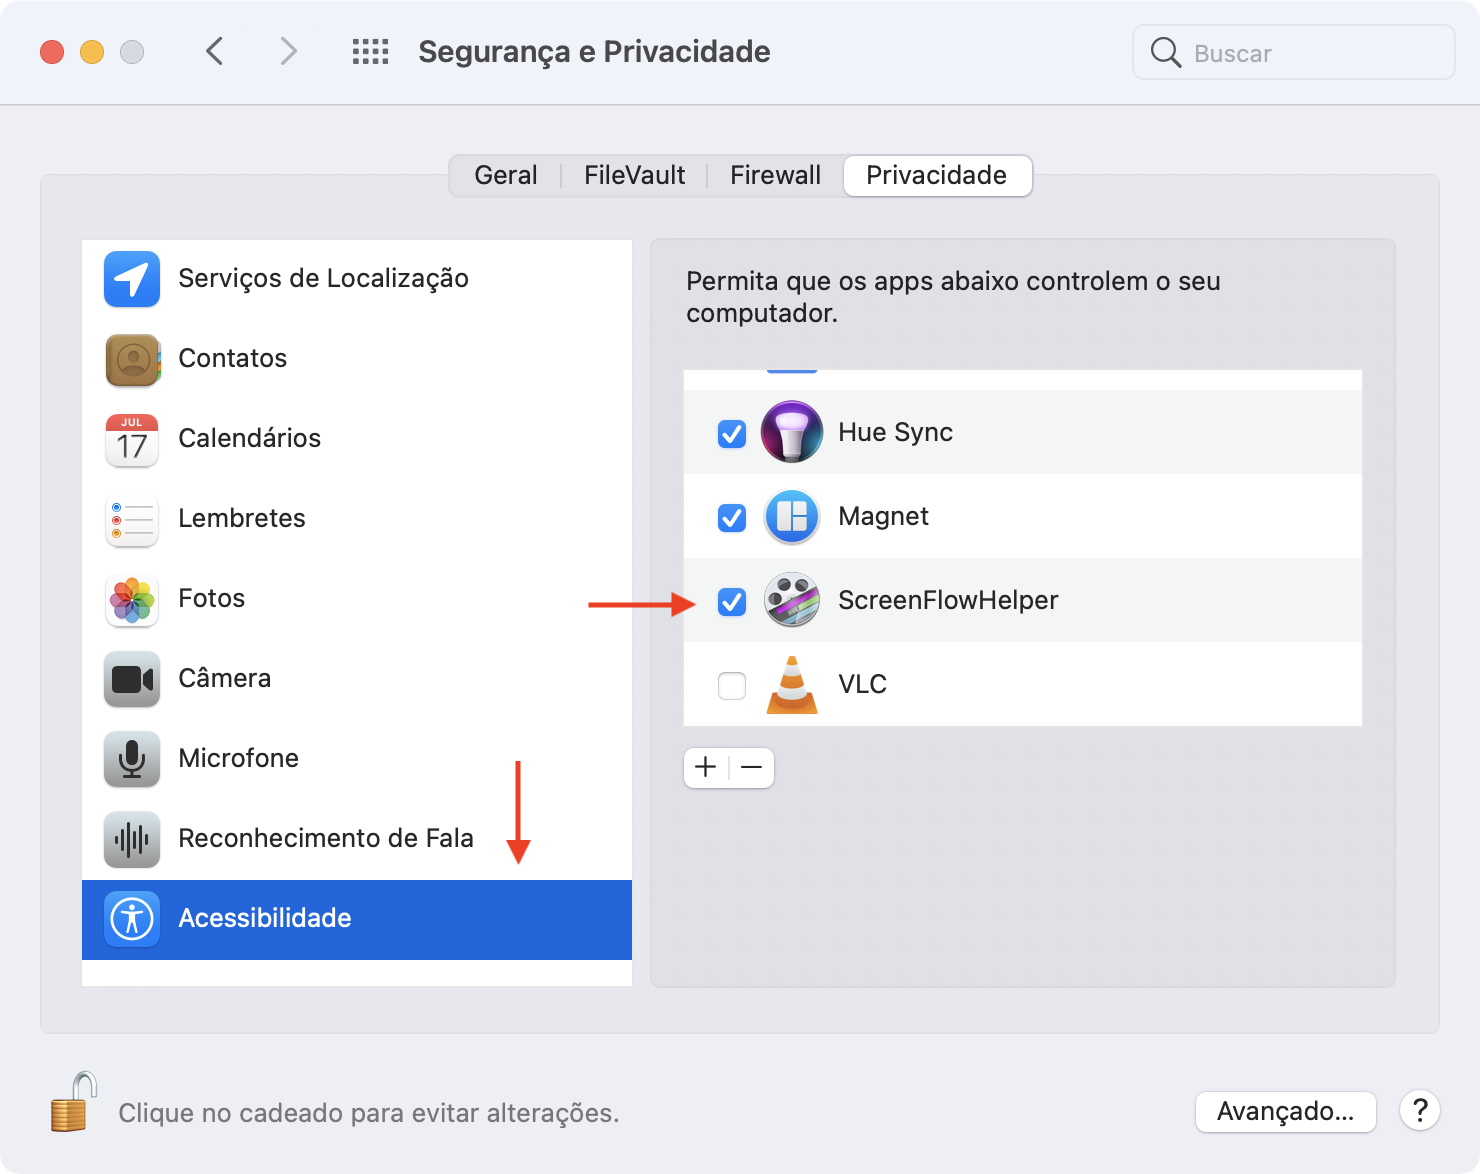 Segurança e Privacidade
Buscar
Geral
FileVault
Firewall
Privacidade
Serviços de Localização
Contatos
JUL
17
Calendários
Lembretes
Fotos
Câmera
Microfone
Reconhecimento de Fala
Acessibilidade
Permita que os apps abaixo controlem o seu
computador.
Hue Sync
Magnet
ScreenFlowHelper
VLC
Clique no cadeado para evitar alterações.
Avançado...
?